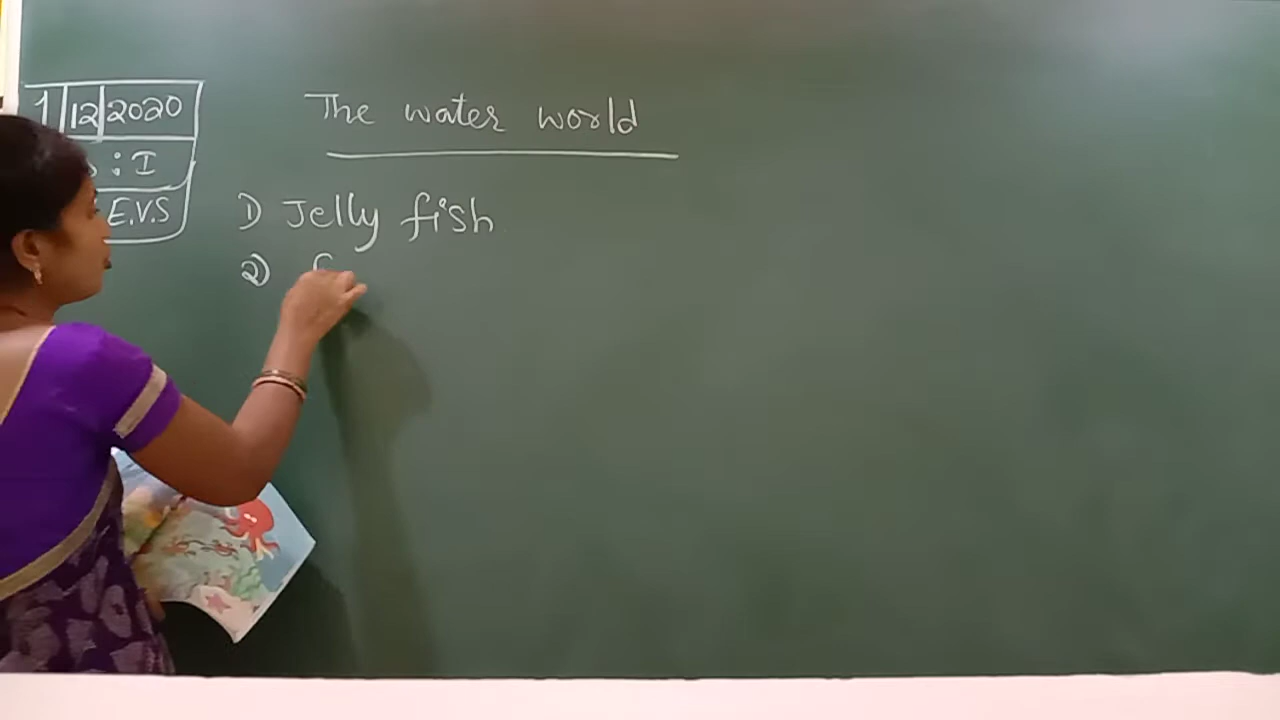 1 12 2020
: I
E.V.S
The water world
1) Jelly fish
2)